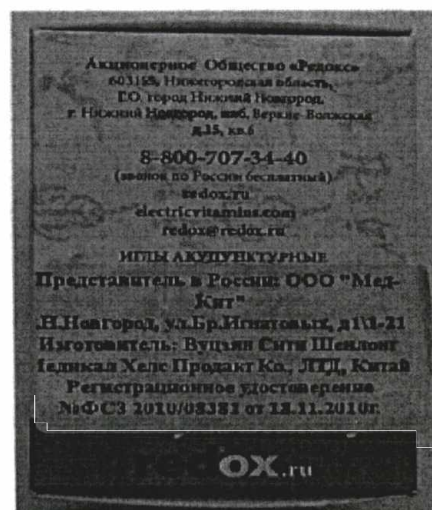 Акционерное Общество «Редокс»
603155, Нижегородская область,
Г.О. город Нижний Новгород,
г. Нижний Новгород, наб. Верхне-Волжская
д.15, кв.6
8-800-707-34-40
(звонок по России бесплатный)
redox.ru
electricvitamins.com
redox@redox.ru
ИГЛЫ АКУПУНКТУРНЫЕ
Представитель в России: ООО "Мед-
Кит"
.Н.Новгород, ул.Бр.Игнатовых, д1\1-21
Изготовитель: Вуцзян Сити Шенлонг
Медикал Хелс Продакт Ко., ЛТД, Китай
Регистрационное удостоверение
№ФСЗ 2010/08381 от 18.11.2010г.
redOX.ru